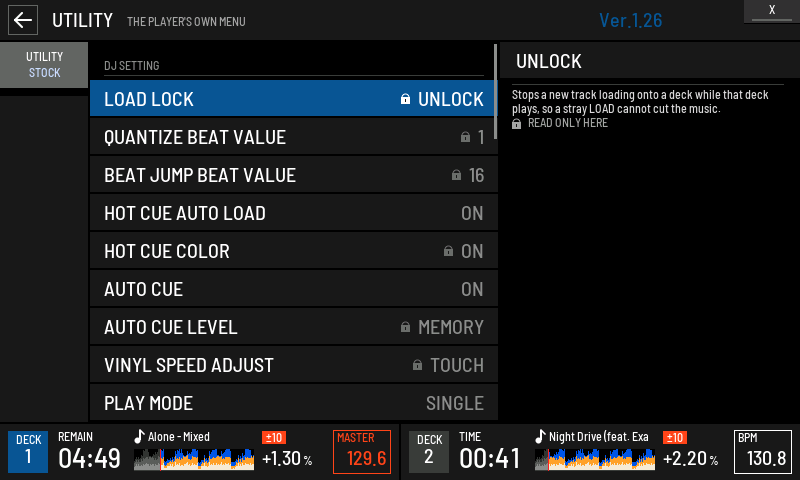 UTILITY THE PLAYER'S OWN MENU Ver.1.26 X
UTILITY
STOCK
DJ SETTING
LOAD LOCK UNLOCK
QUANTIZE BEAT VALUE 1
BEAT JUMP BEAT VALUE 16
HOT CUE AUTO LOAD ON
HOT CUE COLOR ON
AUTO CUE ON
AUTO CUE LEVEL MEMORY
VINYL SPEED ADJUST TOUCH
PLAY MODE SINGLE
UNLOCK
Stops a new track loading onto a deck while that deck
plays, so a stray LOAD cannot cut the music.
READ ONLY HERE
DECK 1
REMAIN
04:49
Alone - Mixed
±10
+1.30 %
MASTER
129.6
DECK 2
TIME
00:41
Night Drive (feat. Exa
±10
+2.20 %
BPM
130.8